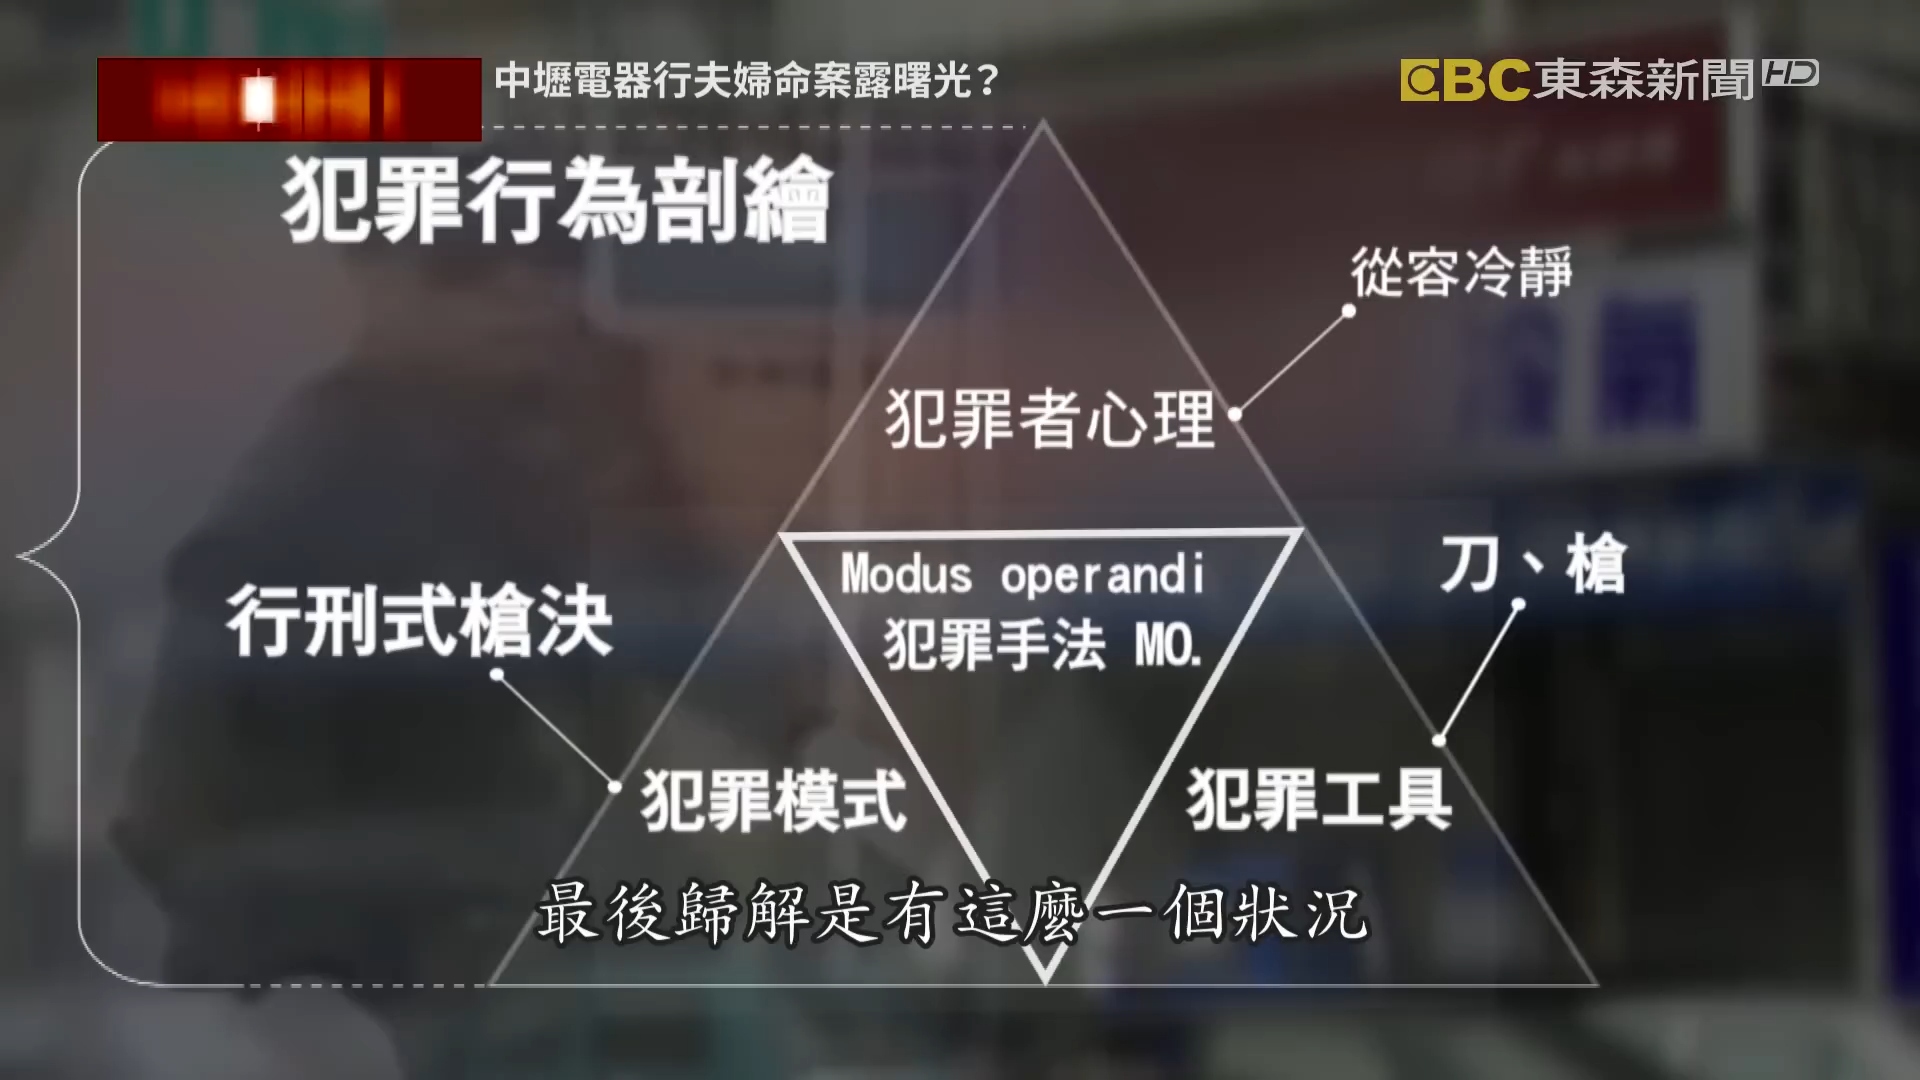 中壢電器行夫婦命案露曙光？
EBC東森新聞HD
犯罪行為剖繪
從容冷靜
犯罪者心理
Modus operandi
犯罪手法 MO.
刀、槍
行刑式槍決
犯罪模式
犯罪工具
最後歸解是有這麼一個狀況